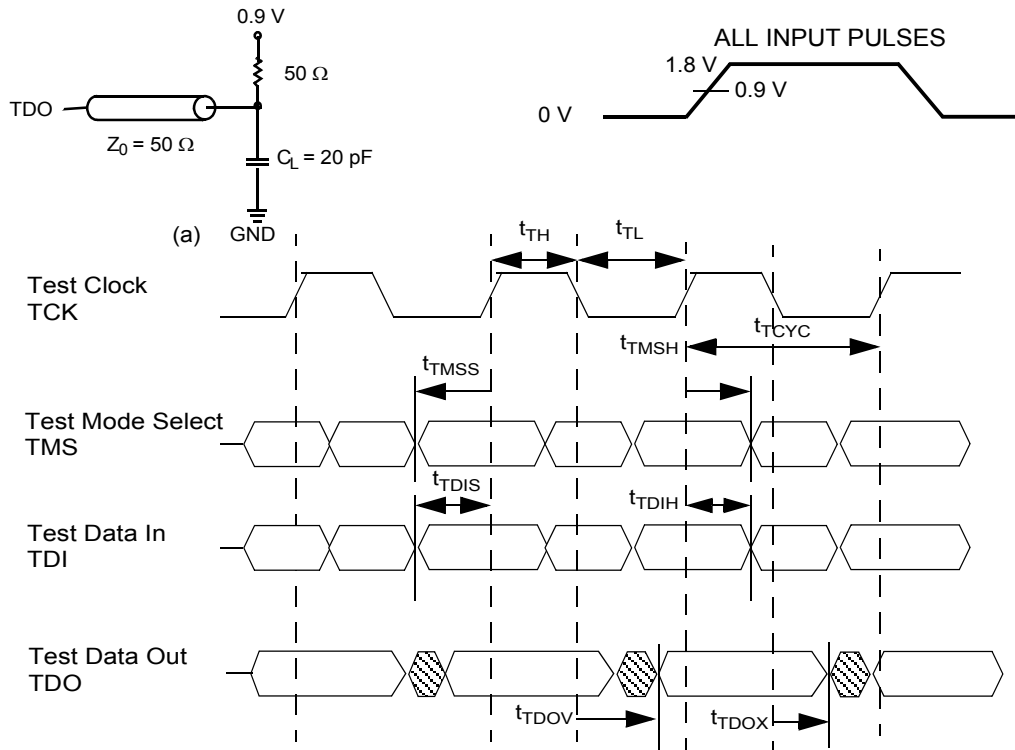 0.9 V
50 Ω
TDO
Z0 = 50 Ω
CL = 20 pF
(a) GND
ALL INPUT PULSES
1.8 V
0.9 V
0 V
tTH
tTL
Test Clock
TCK
tTMSH
tTCYC
tTMSS
Test Mode Select
TMS
tTDIS
tTDIH
Test Data In
TDI
Test Data Out
TDO
tTDOV
tTDOX